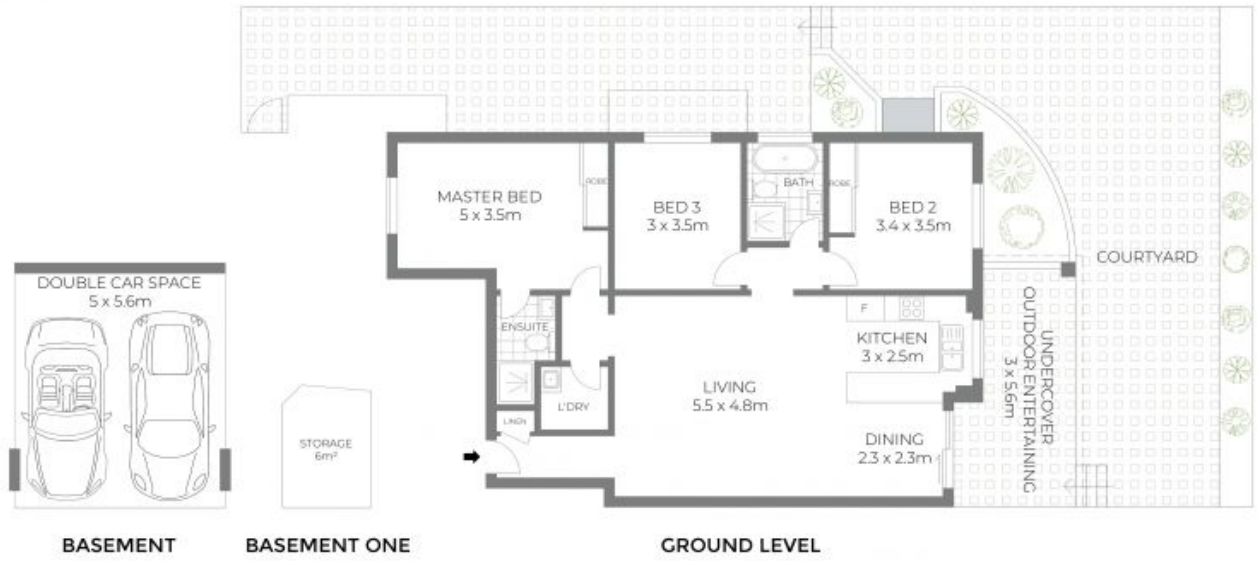 DOUBLE CAR SPACE
5 x 5.6m
BASEMENT
STORAGE
6m²
BASEMENT ONE
MASTER BED
5 x 3.5m
ROBE
BED 3
3 x 3.5m
BATH
ROBE
BED 2
3.4 x 3.5m
ENSUITE
L'DRY
LINEN
LIVING
5.5 x 4.8m
F
KITCHEN
3 x 2.5m
DINING
2.3 x 2.3m
UNDERCOVER
OUTDOOR ENTERTAINING
3 x 5.6m
COURTYARD
GROUND LEVEL